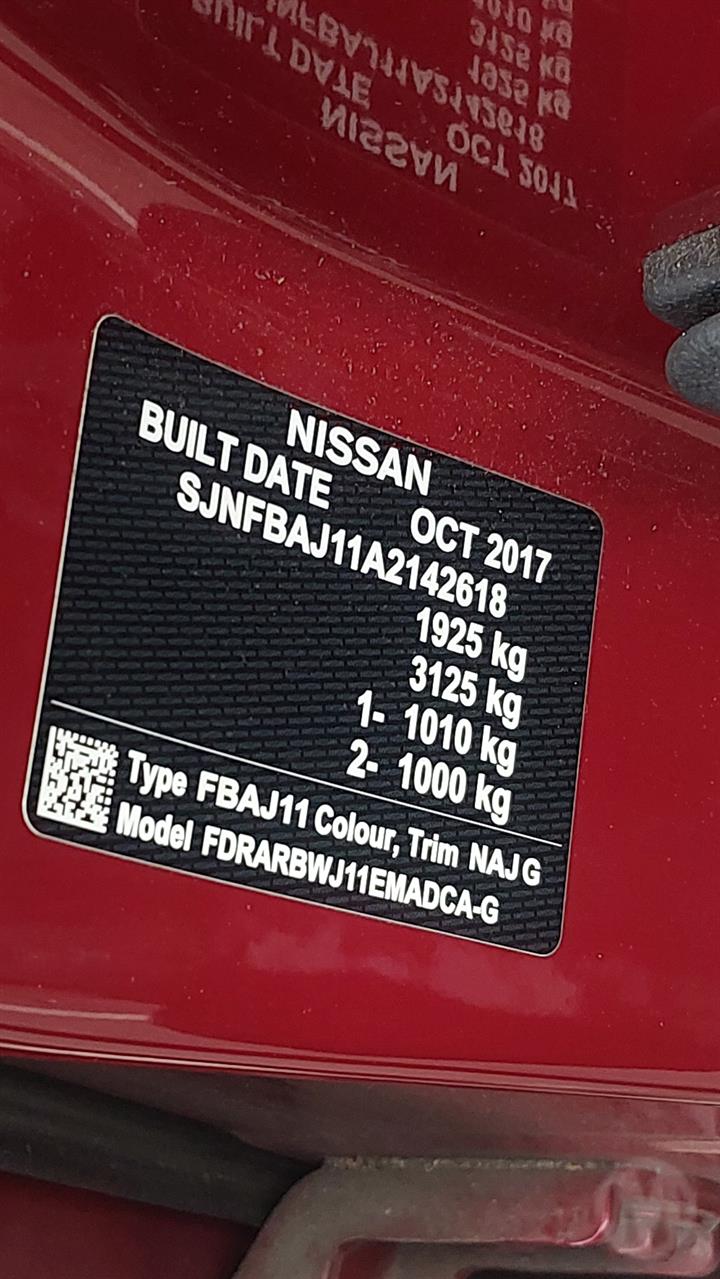 NISSAN
BUILT DATE OCT 2017
SJNFBAJ11A2142618
1925 kg
3125 kg
1- 1010 kg
2- 1000 kg
Type FBAJ11 Colour, Trim NAJ G
Model FDRARBWJ11EMADCA-G